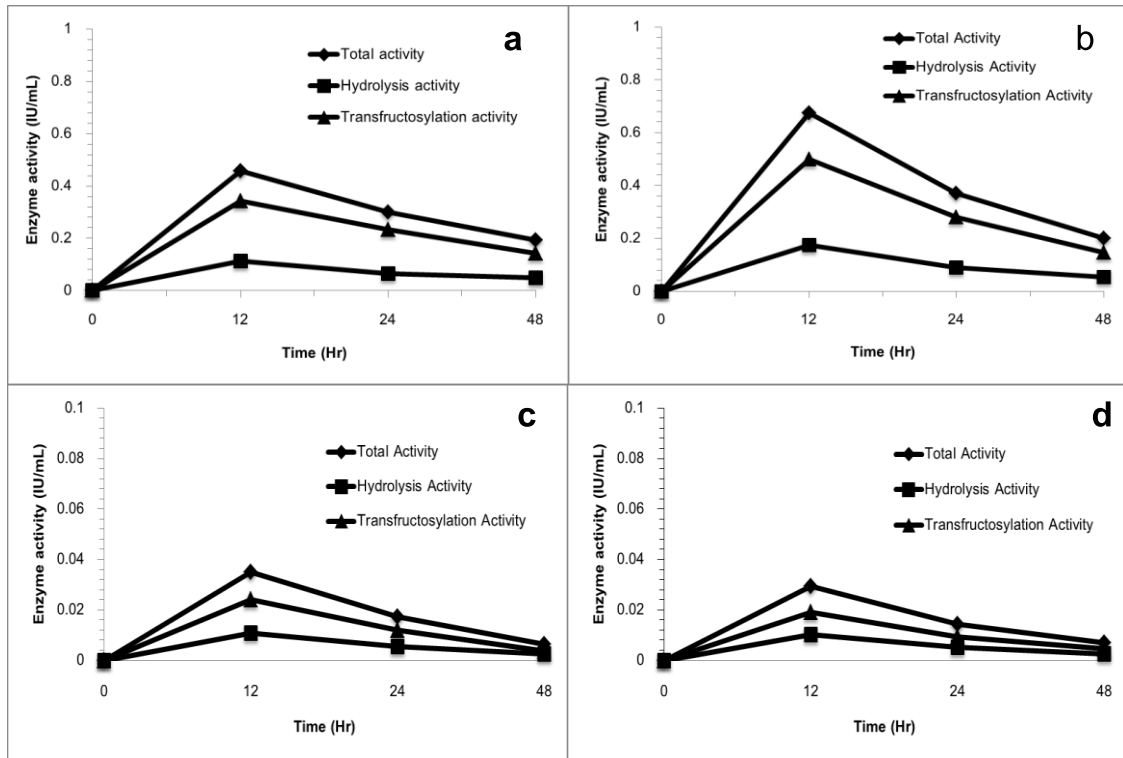 a
Total activity
Hydrolysis activity
Transfructosylation activity
Enzyme activity (IU/mL)
1
0.8
0.6
0.4
0.2
0
0 12 24 48
Time (Hr)
b
Total Activity
Hydrolysis Activity
Transfructosylation Activity
Enzyme activity (IU/mL)
1
0.8
0.6
0.4
0.2
0
0 12 24 48
Time (Hr)
c
Total Activity
Hydrolysis Activity
Transfructosylation Activity
Enzyme activity (IU/mL)
0.1
0.08
0.06
0.04
0.02
0
0 12 24 48
Time (Hr)
d
Total Activity
Hydrolysis Activity
Transfructosylation Activity
Enzyme activity (IU/mL)
0.1
0.08
0.06
0.04
0.02
0
0 12 24 48
Time (Hr)